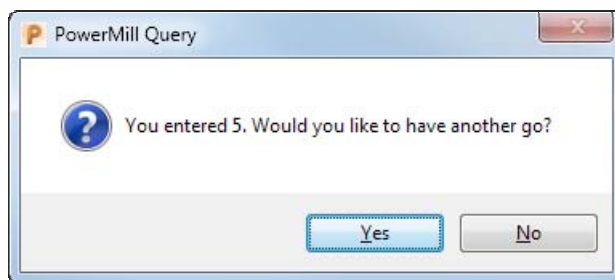 PowerMill Query
You entered 5. Would you like to have another go?
Yes
No